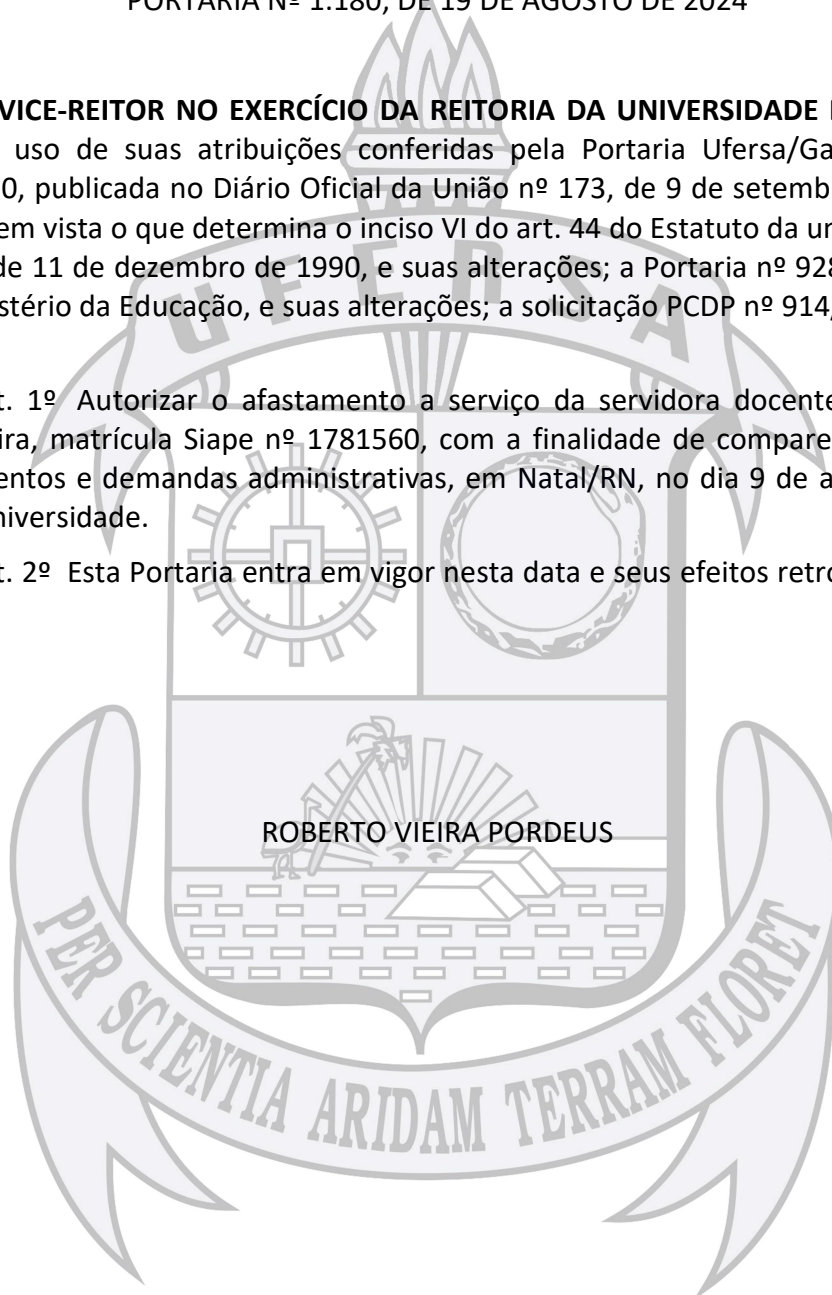 PORTARIA Nº 1.180, DE 19 DE AGOSTO DE 2024
VICE-REITOR NO EXERCÍCIO DA REITORIA DA UNIVERSIDADE
uso de suas atribuições conferidas pela Portaria Ufersa/Ga
0, publicada no Diário Oficial da União nº 173, de 9 de setemb
em vista o que determina o inciso VI do art. 44 do Estatuto da un
de 11 de dezembro de 1990, e suas alterações; a Portaria nº 928
istério da Educação, e suas alterações; a solicitação PCDP nº 914,
UFERSA
t. 1º Autorizar o afastamento a serviço da servidora docente
ira, matrícula Siape nº 1781560, com a finalidade de compare
entos e demandas administrativas, em Natal/RN, no dia 9 de a
niversidade.
t. 2º Esta Portaria entra em vigor nesta data e seus efeitos retro
ROBERTO VIEIRA PORDEUS
PER SCIENTIA ARIDAM TERRAM FLORET